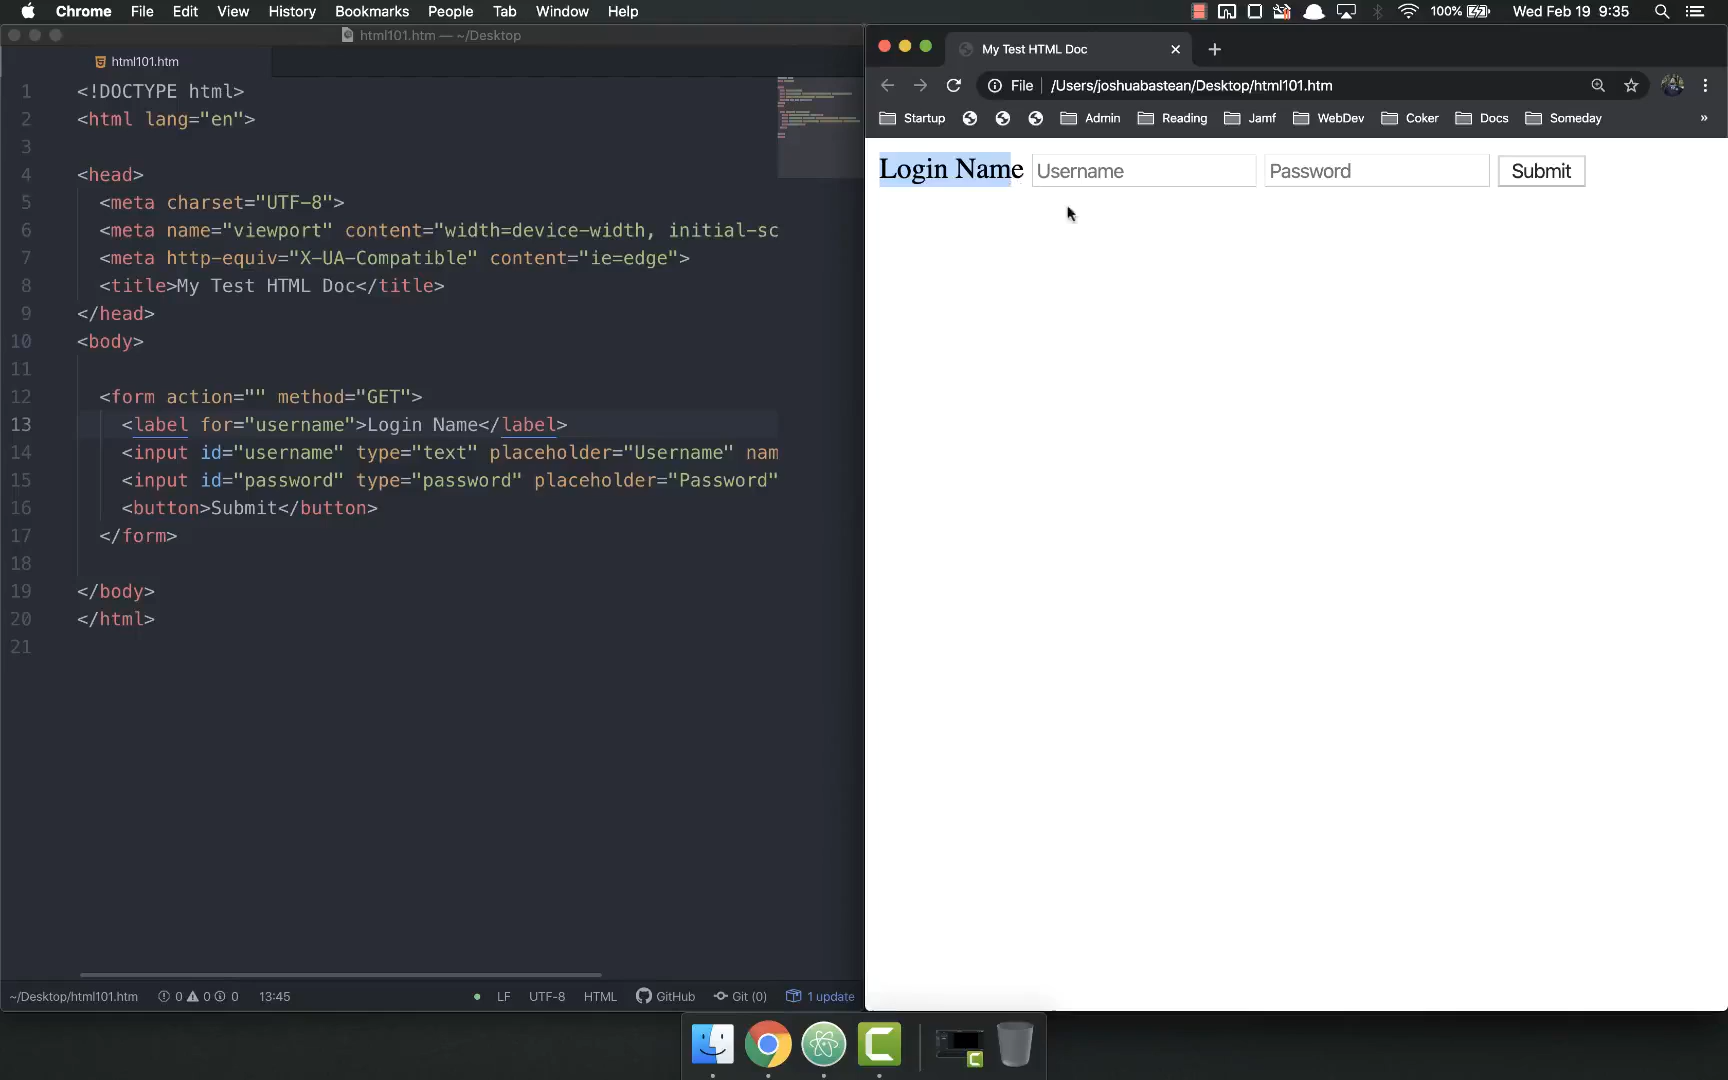 Chrome File Edit View History Bookmarks People Tab Window Help
100% Wed Feb 19 9:35
html101.htm — ~/Desktop
html101.htm
1 <!DOCTYPE html>
2 <html lang="en">
3
4 <head>
5 <meta charset="UTF-8">
6 <meta name="viewport" content="width=device-width, initial-sc
7 <meta http-equiv="X-UA-Compatible" content="ie=edge">
8 <title>My Test HTML Doc</title>
9 </head>
10 <body>
11
12 <form action="" method="GET">
13 <label for="username">Login Name</label>
14 <input id="username" type="text" placeholder="Username" nam
15 <input id="password" type="password" placeholder="Password"
16 <button>Submit</button>
17 </form>
18
19 </body>
20 </html>
21
~/Desktop/html101.htm 0 0 0 13:45 LF UTF-8 HTML GitHub Git (0) 1 update
My Test HTML Doc
File /Users/joshuabastean/Desktop/html101.htm
Startup Admin Reading Jamf WebDev Coker Docs Someday »
Login Name Username Password Submit